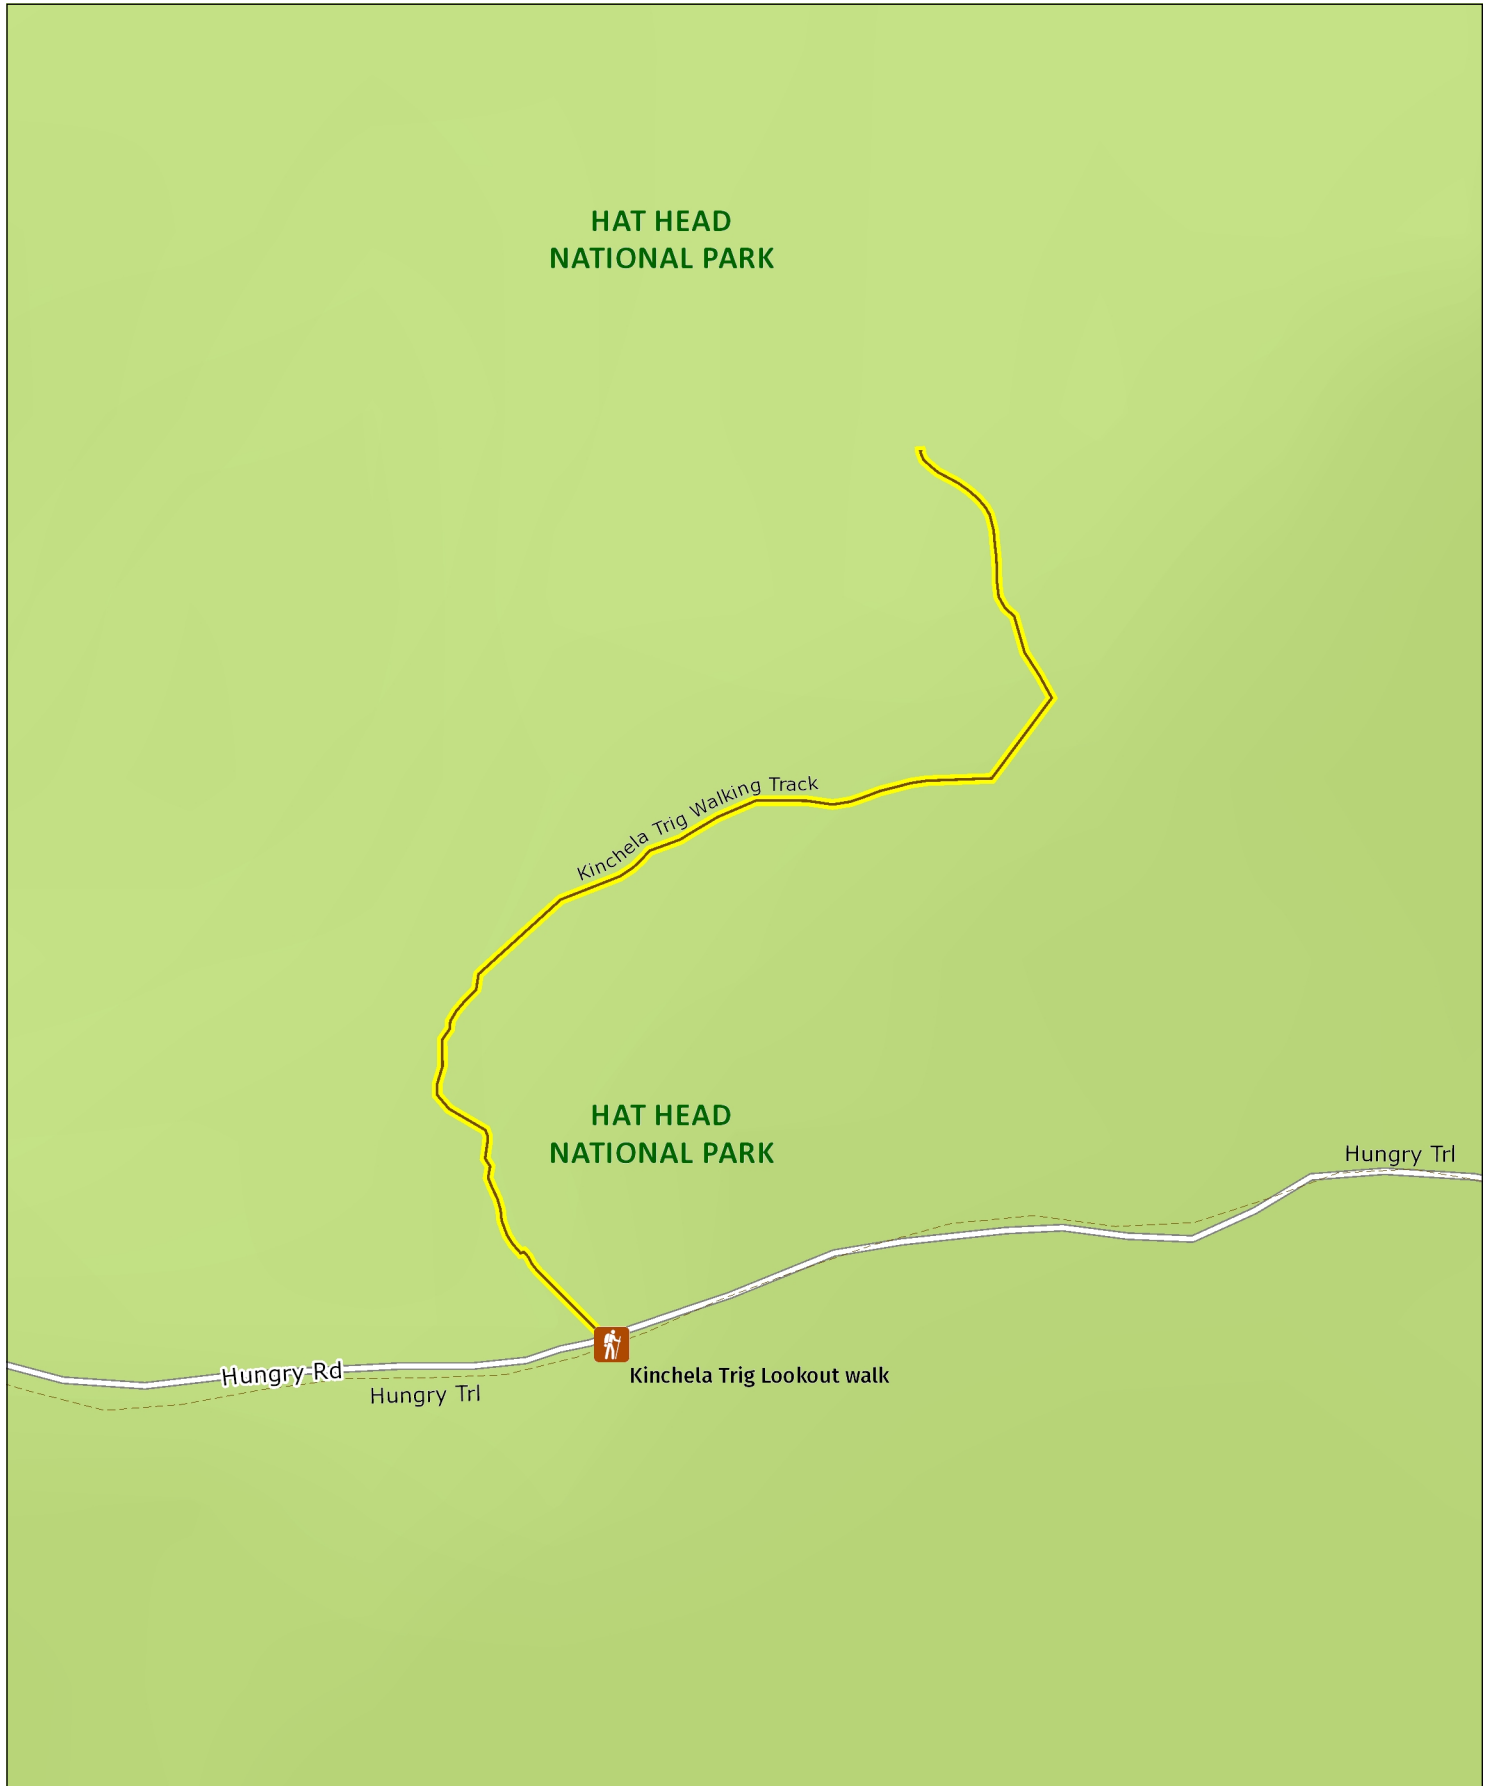 HAT HEAD
NATIONAL PARK
Kinchela Trig Walking Track
HAT HEAD
NATIONAL PARK
Hungry Trl
Hungry Rd
Kinchela Trig Lookout walk
Hungry Trl